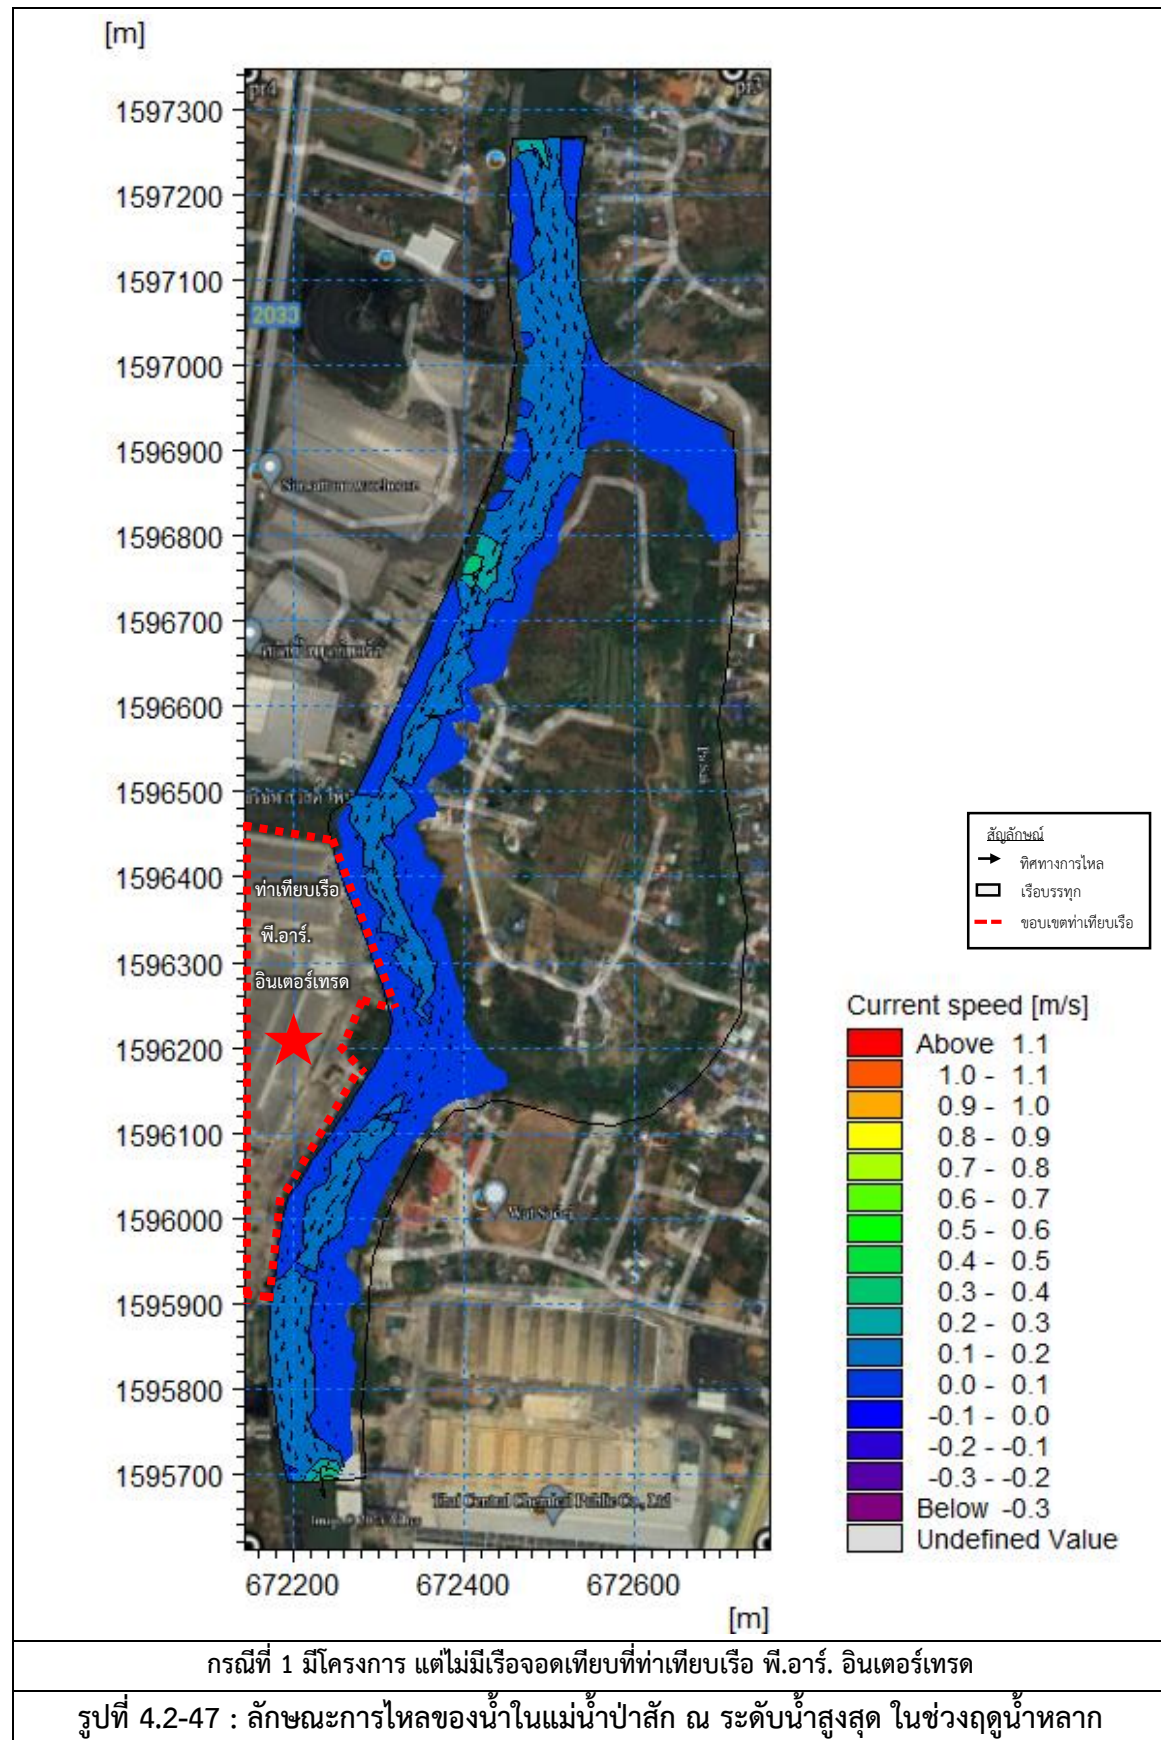 [m]
1597300
1597200
1597100
1597000
1596900
1596800
1596700
1596600
1596500
1596400
1596300
1596200
1596100
1596000
1595900
1595800
1595700
pr4
2033
ท่าเทียบเรือ
พี.อาร์.
อินเตอร์เทรด
Thai Central Chemical Public Co., Ltd
672200 672400 672600
[m]
สัญลักษณ์
ทิศทางการไหล
เรือบรรทุก
ขอบเขตท่าเทียบเรือ
Current speed [m/s]
Above 1.1
1.0 - 1.1
0.9 - 1.0
0.8 - 0.9
0.7 - 0.8
0.6 - 0.7
0.5 - 0.6
0.4 - 0.5
0.3 - 0.4
0.2 - 0.3
0.1 - 0.2
0.0 - 0.1
-0.1 - 0.0
-0.2 - -0.1
-0.3 - -0.2
Below -0.3
Undefined Value
กรณีที่ 1 มีโครงการ แต่ไม่มีเรือจอดเทียบที่ท่าเทียบเรือ พี.อาร์. อินเตอร์เทรด
รูปที่ 4.2-47 : ลักษณะการไหลของน้ำในแม่น้ำป่าสัก ณ ระดับน้ำสูงสุด ในช่วงฤดูน้ำหลาก